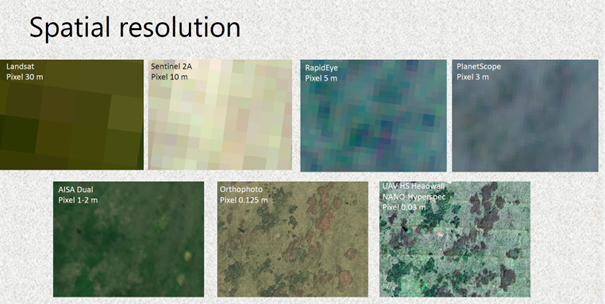 Spatial resolution
Landsat
Pixel 30 m
Sentinel 2A
Pixel 10 m
RapidEye
Pixel 5 m
PlanetScope
Pixel 3 m
AISA Dual
Pixel 1-2 m
Orthophoto
Pixel 0.125 m
UAV HS Headwall
NANO-Hyperspec
Pixel 0.03 m